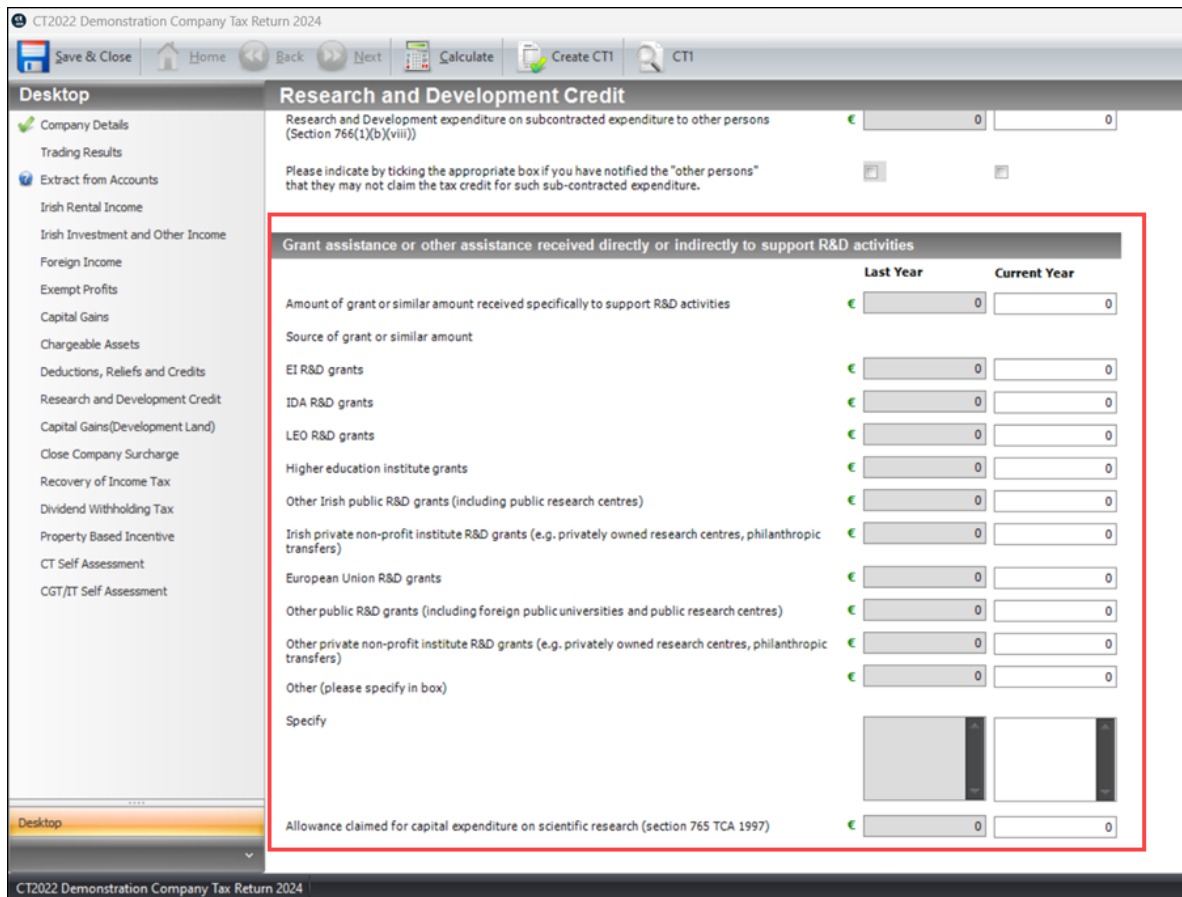 CT2022 Demonstration Company Tax Return 2024
Save & Close Home Back Next Calculate Create CT1 CT1
Desktop
Company Details
Trading Results
Extract from Accounts
Irish Rental Income
Irish Investment and Other Income
Foreign Income
Exempt Profits
Capital Gains
Chargeable Assets
Deductions, Reliefs and Credits
Research and Development Credit
Capital Gains(Development Land)
Close Company Surcharge
Recovery of Income Tax
Dividend Withholding Tax
Property Based Incentive
CT Self Assessment
CGT/IT Self Assessment
Desktop
Research and Development Credit
Research and Development expenditure on subcontracted expenditure to other persons € 0 0
(Section 766(1)(b)(viii))
Please indicate by ticking the appropriate box if you have notified the "other persons"
that they may not claim the tax credit for such sub-contracted expenditure.
Grant assistance or other assistance received directly or indirectly to support R&D activities
Last Year Current Year
Amount of grant or similar amount received specifically to support R&D activities € 0 0
Source of grant or similar amount
EI R&D grants € 0 0
IDA R&D grants € 0 0
LEO R&D grants € 0 0
Higher education institute grants € 0 0
Other Irish public R&D grants (including public research centres) € 0 0
Irish private non-profit institute R&D grants (e.g. privately owned research centres, philanthropic € 0 0
transfers)
European Union R&D grants € 0 0
Other public R&D grants (including foreign public universities and public research centres) € 0 0
Other private non-profit institute R&D grants (e.g. privately owned research centres, philanthropic € 0 0
transfers)
Other (please specify in box) € 0 0
Specify
Allowance claimed for capital expenditure on scientific research (section 765 TCA 1997) € 0 0
CT2022 Demonstration Company Tax Return 2024